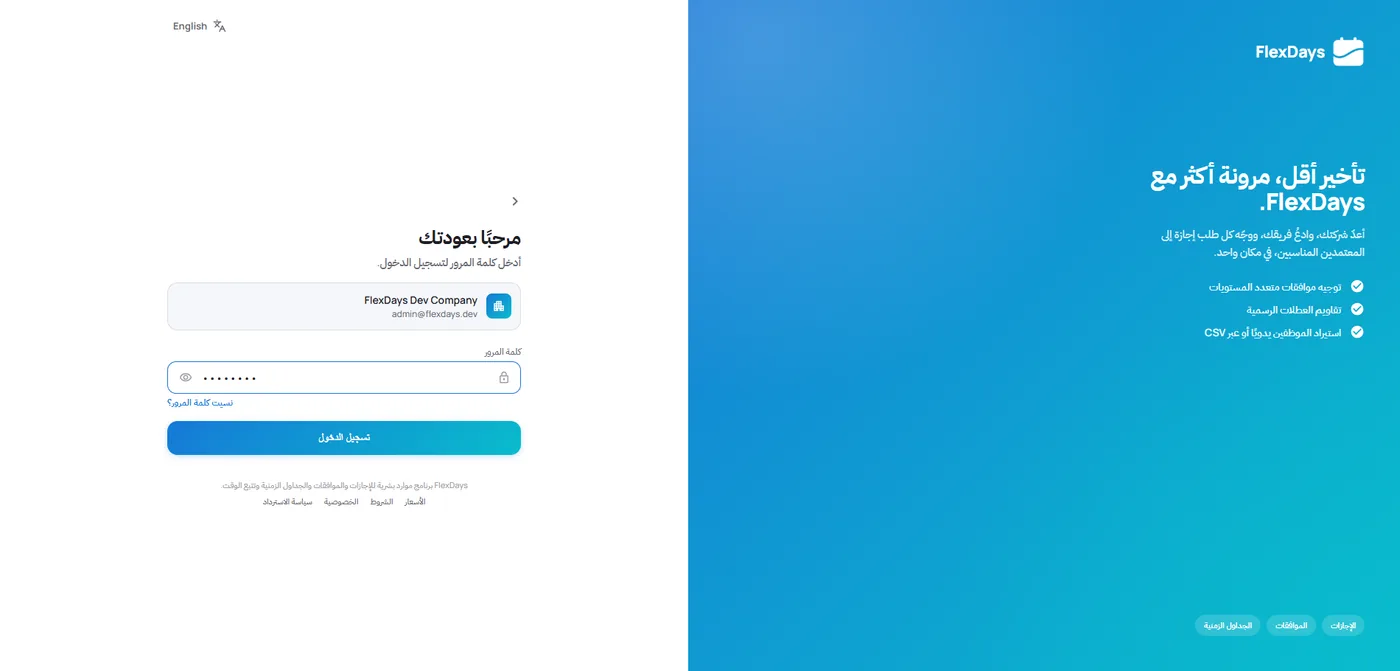 FlexDays
تأخير أقل، مرونة أكثر مع
FlexDays.
أعدّ شركتك، وادعُ فريقك، ووجّه كل طلب إجازة إلى
المعتمدين المناسبين، في مكان واحد.
توجيه موافقات متعدد المستويات
تقاويم العطلات الرسمية
استيراد الموظفين يدويًا أو عبر CSV
الإجازات
الموافقات
الجداول الزمنية
English
مرحبًا بعودتك
أدخل كلمة المرور لتسجيل الدخول.
FlexDays Dev Company
admin@flexdays.dev
كلمة المرور
••••••••
نسيت كلمة المرور؟
تسجيل الدخول
FlexDays برنامج موارد بشرية للإجازات والموافقات والجداول الزمنية وتتبع الوقت.
الأسعار الشروط الخصوصية سياسة الاسترداد